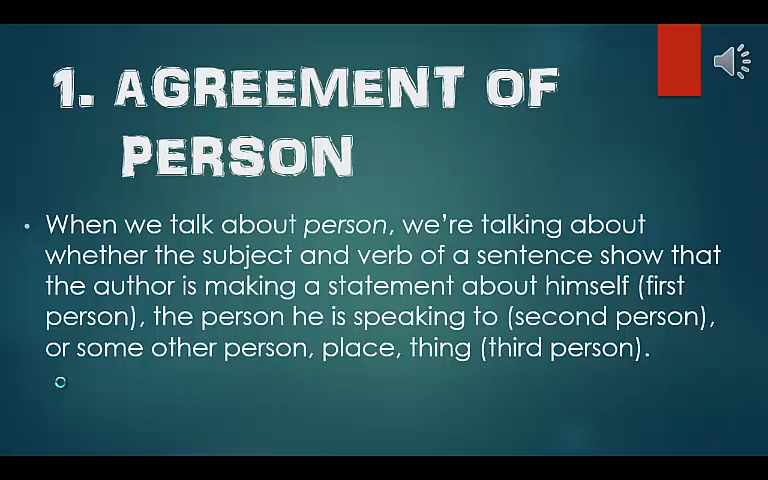 1. AGREEMENT OF
PERSON
• When we talk about person, we're talking about
whether the subject and verb of a sentence show that
the author is making a statement about himself (first
person), the person he is speaking to (second person),
or some other person, place, thing (third person).